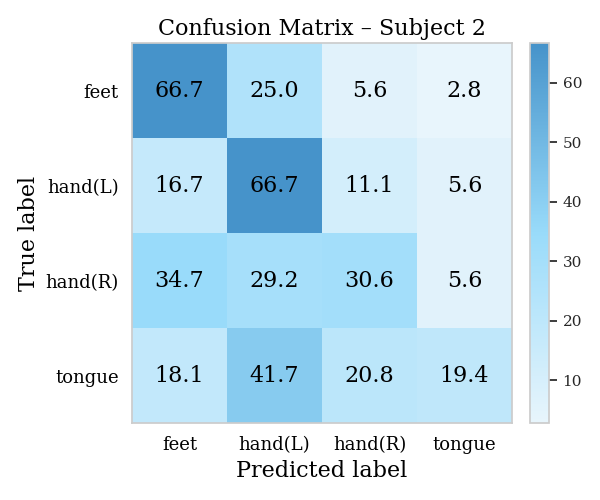 Confusion Matrix – Subject 2
feet 66.7 25.0 5.6 2.8
hand(L) 16.7 66.7 11.1 5.6
hand(R) 34.7 29.2 30.6 5.6
tongue 18.1 41.7 20.8 19.4
feet hand(L) hand(R) tongue
Predicted label
True label
60
50
40
30
20
10